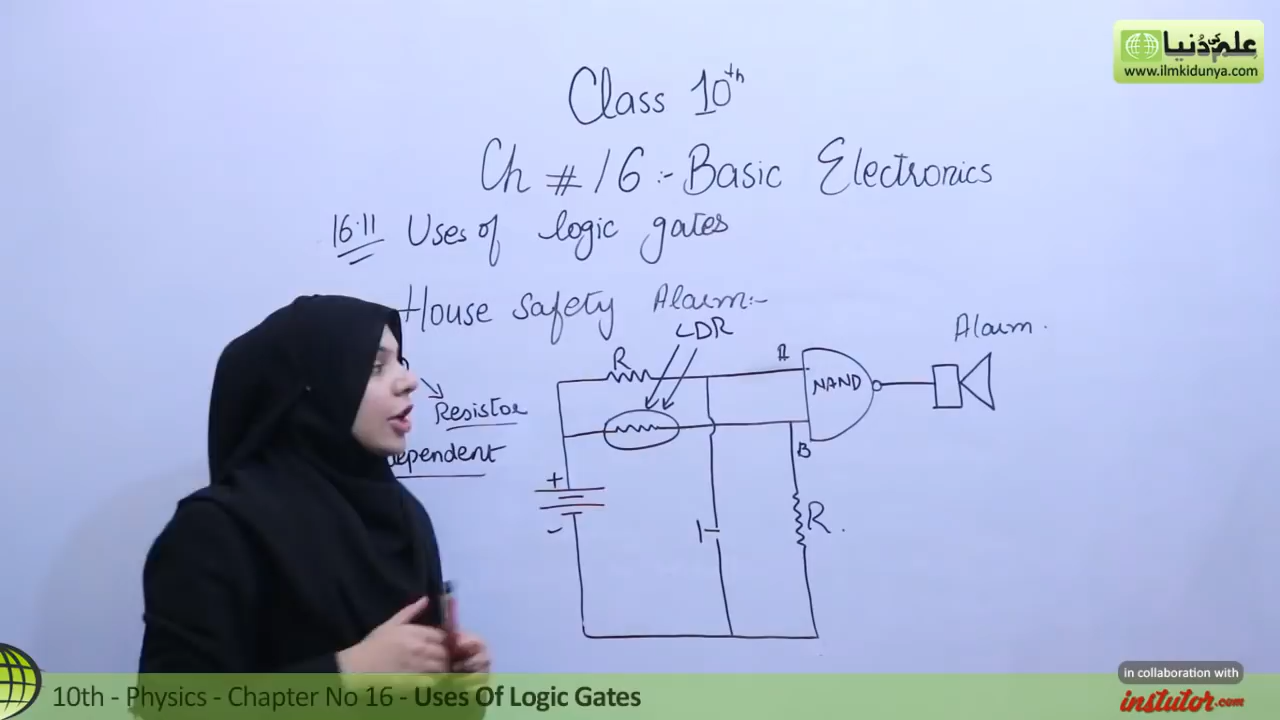 علم کی دُنیا
www.ilmkidunya.com
Class 10th
Ch # 16:- Basic Electronics
16.11 Uses of logic gates
House Safety Alarm:-
LDR
Resistor
dependent
R
A
NAND
B
Alarm.
+
-
R.
in collaboration with
instutor.com
10th - Physics - Chapter No 16 - Uses Of Logic Gates